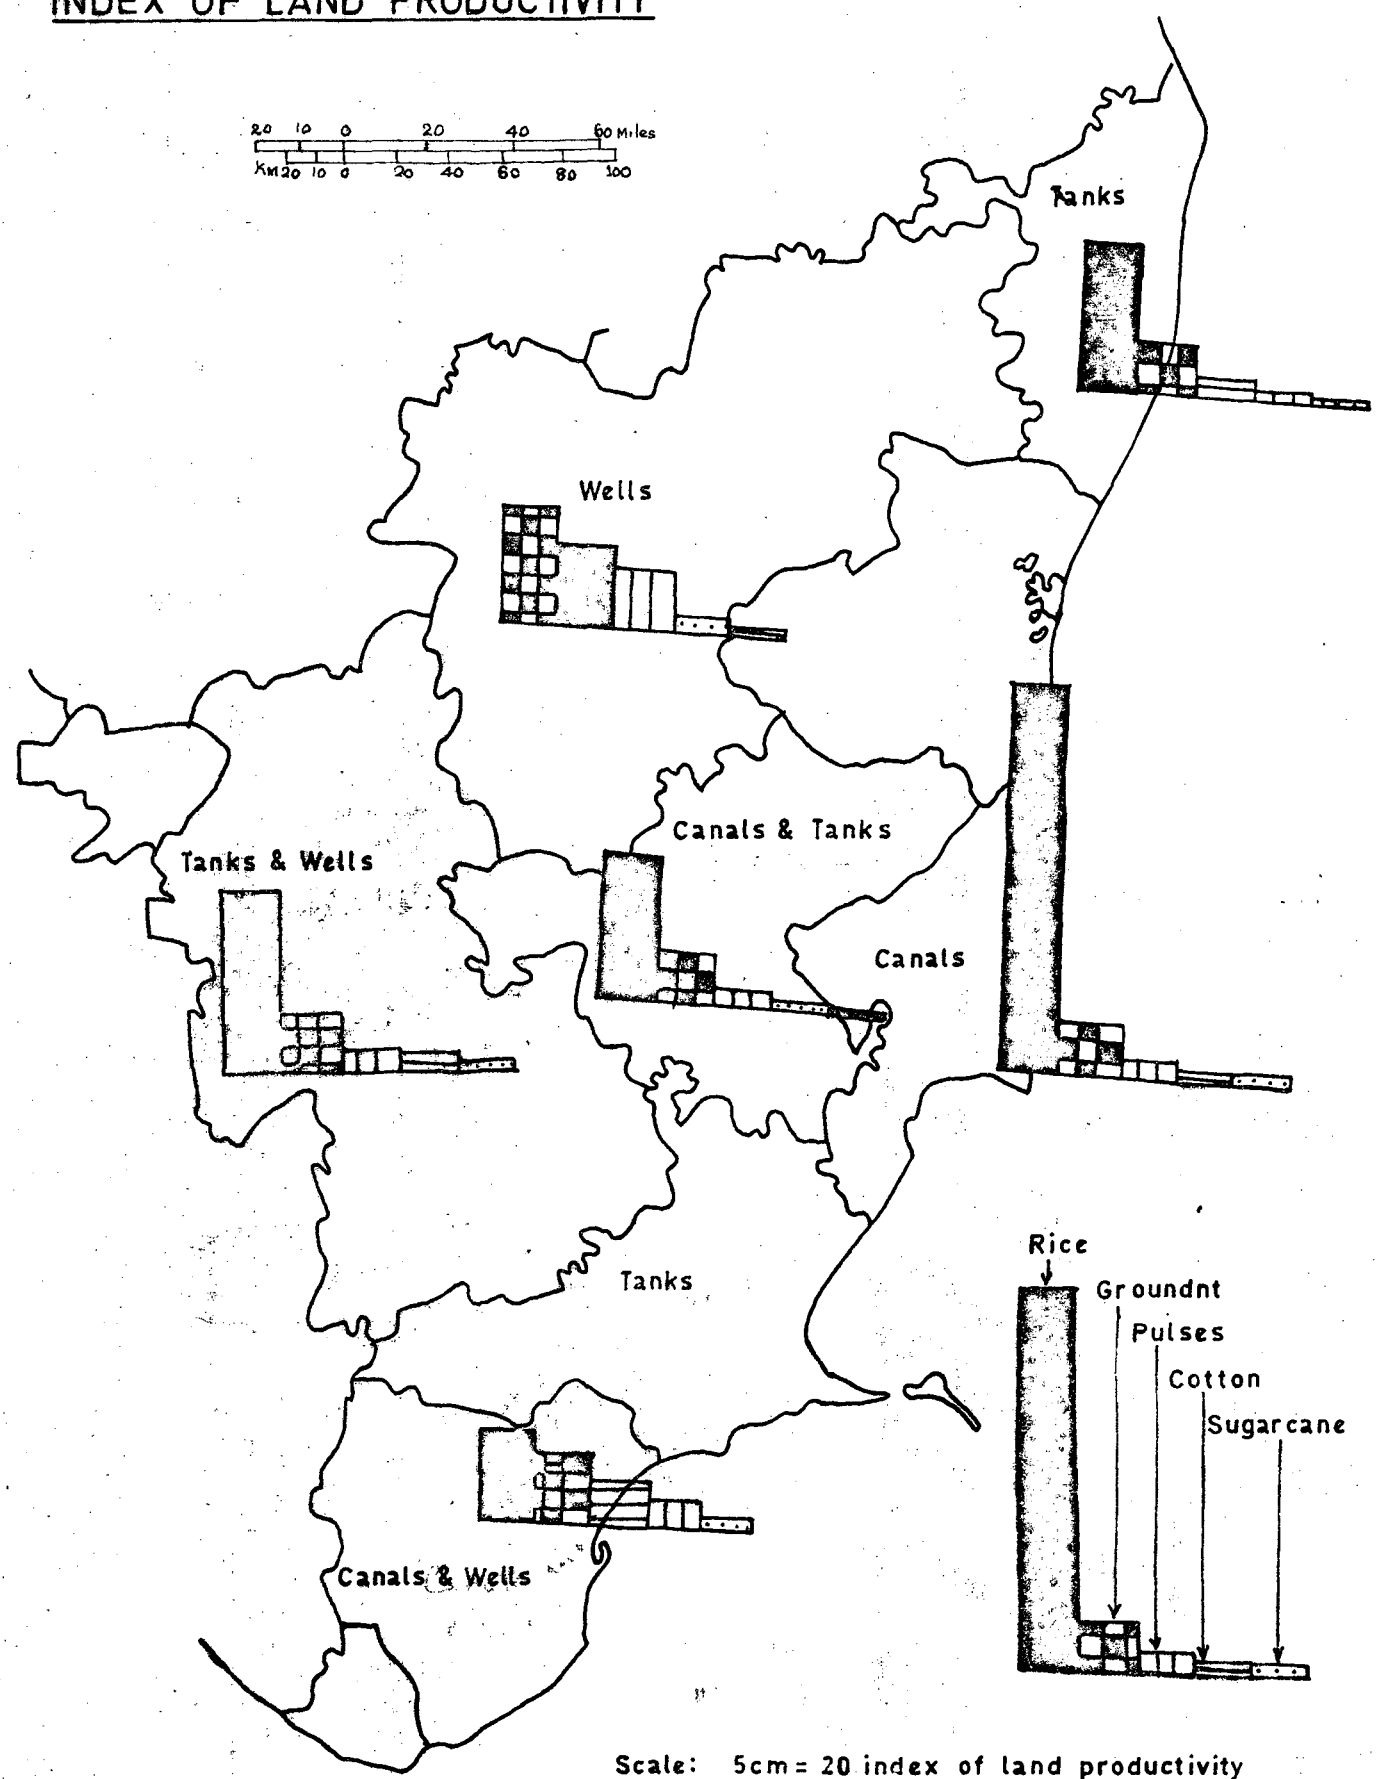 INDEX OF LAND PRODUCTIVITY
20 10 0 20 40 60 Miles
Km20 10 0 20 40 60 80 100
Tanks
Wells
Canals & Tanks
Tanks & Wells
Canals
Tanks
Canals & Wells
Rice
Groundnt
Pulses
Cotton
Sugarcane
Scale: 5cm = 20 index of land productivity